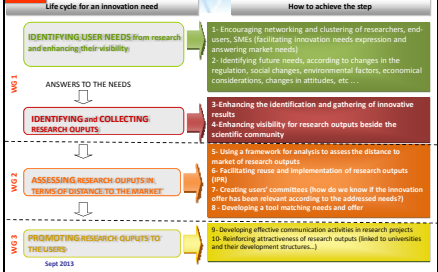 Life cycle for an innovation need
How to achieve the step
IDENTIFYING USER NEEDS from research
and enhancing their visibility
1- Encouraging networking and clustering of researchers, end-
users, SMEs (facilitating innovation needs expression and
answering market needs)
2- Identifying future needs, according to changes in the
regulation, social changes, environmental factors, economical
considerations, changes in attitudes, etc ... .
WG 1
ANSWERS TO THE NEEDS
IDENTIFYING and COLLECTING
RESEARCH OUPUTS
3-Enhancing the identification and gathering of innovative
results
4-Enhancing visibility for research outputs beside the
scientific community
WG 2
ASSESSING RESEARCH OUPUTS IN
TERMS OF DISTANCE TO THE MARKET
5- Using a framework for analysis to assess the distance to
market of research outputs
6- Facilitating reuse and implementation of research outputs
(IPR)
7- Creating users' committees (how do we know if the innovation
offer has been relevant according to the addressed needs?)
8 - Developing a tool matching needs and offer
WG 3
PROMOTING RESEARCH OUPUTS TO
THE USERS
9- Developing effective communication activities in research projects
10- Reinforcing attractiveness of research outputs (linked to universities
and their development structures...)
Sept 2013